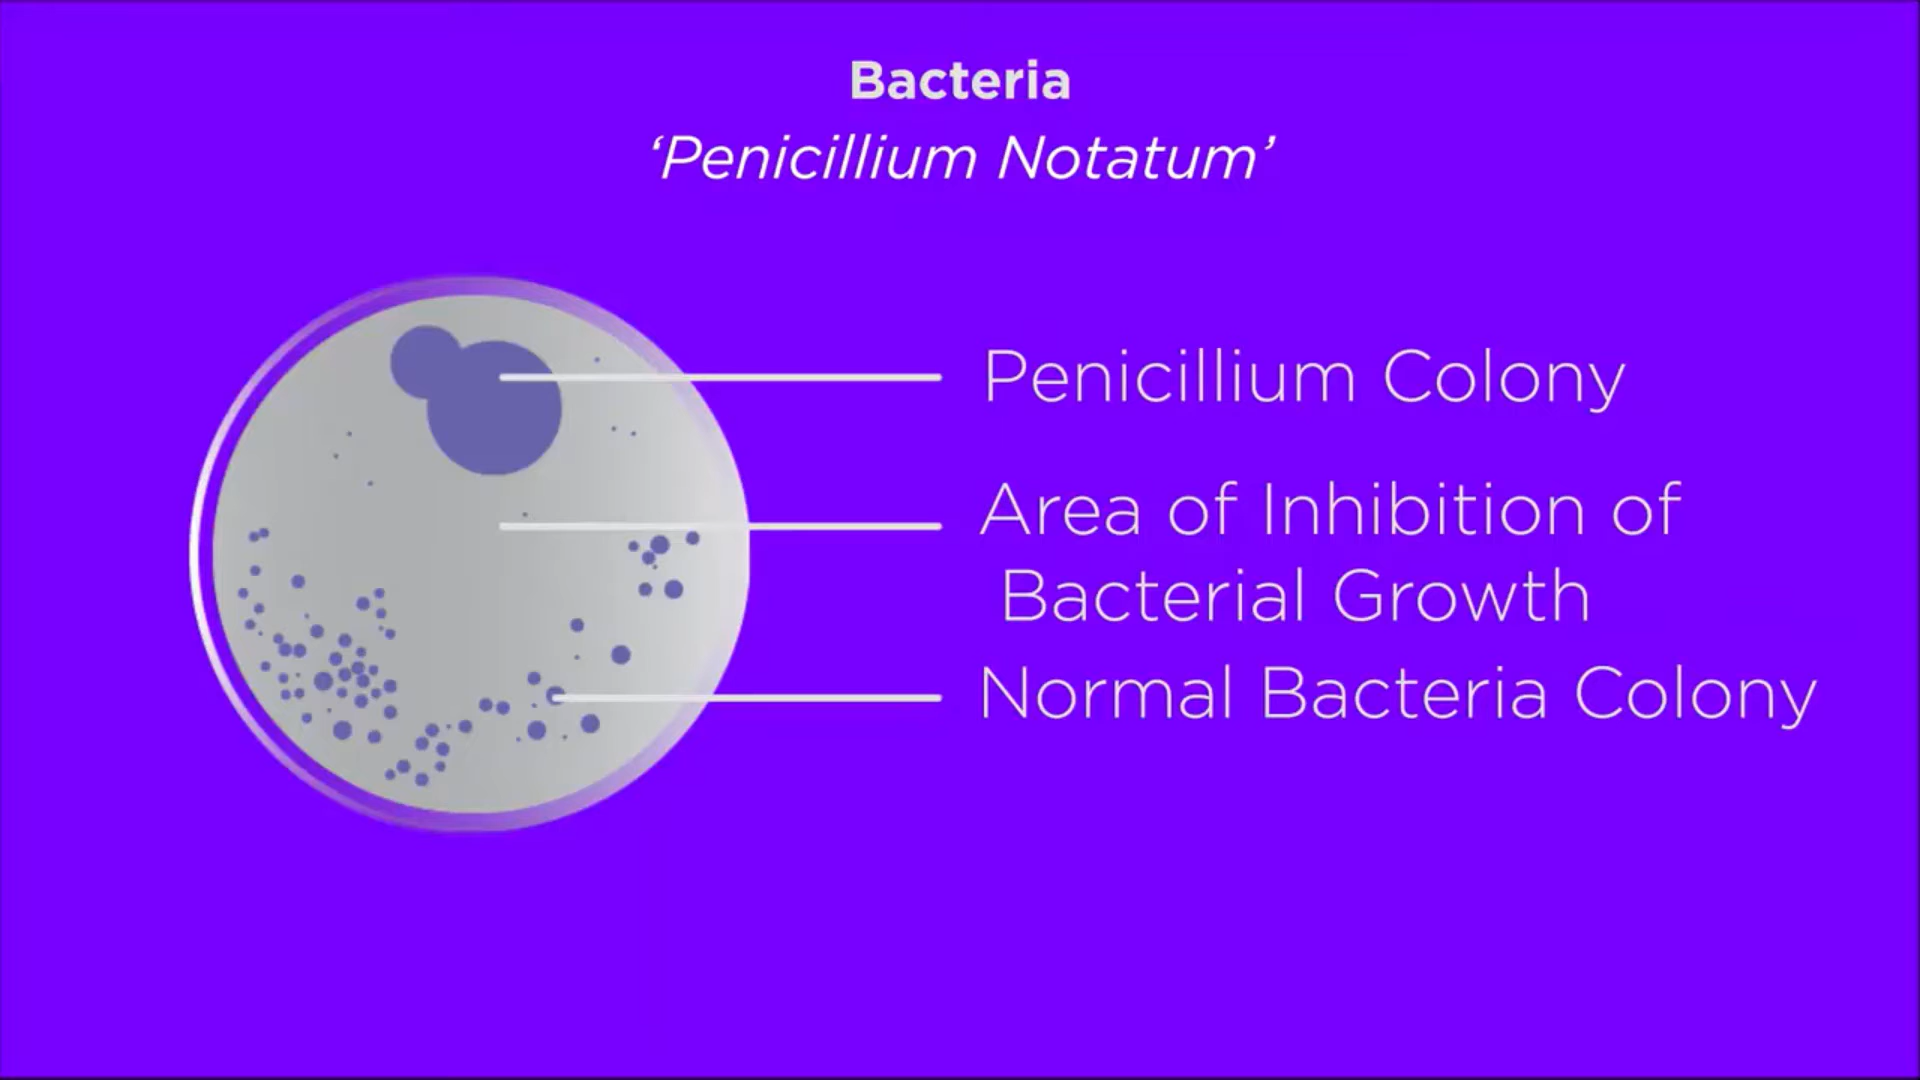 Bacteria
‘Penicillium Notatum’
Penicillium Colony
Area of Inhibition of
Bacterial Growth
Normal Bacteria Colony